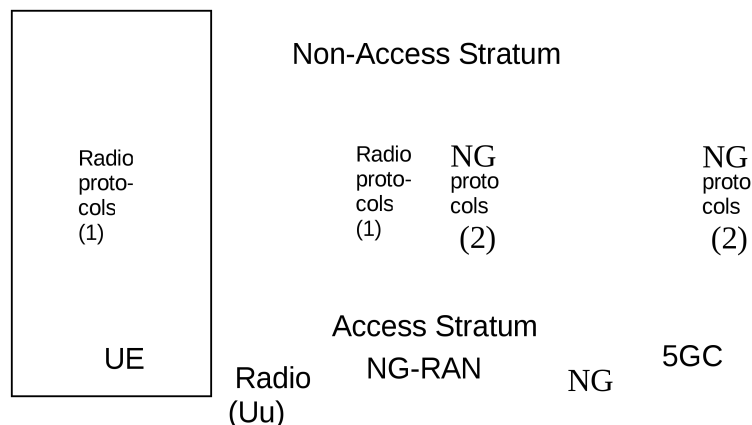 Non-Access Stratum
Radio
proto-
cols
(1)
Radio
proto-
cols
(1)
NG
proto
cols
(2)
NG
proto
cols
(2)
Access Stratum
UE
NG-RAN
5GC
Radio
(Uu)
NG